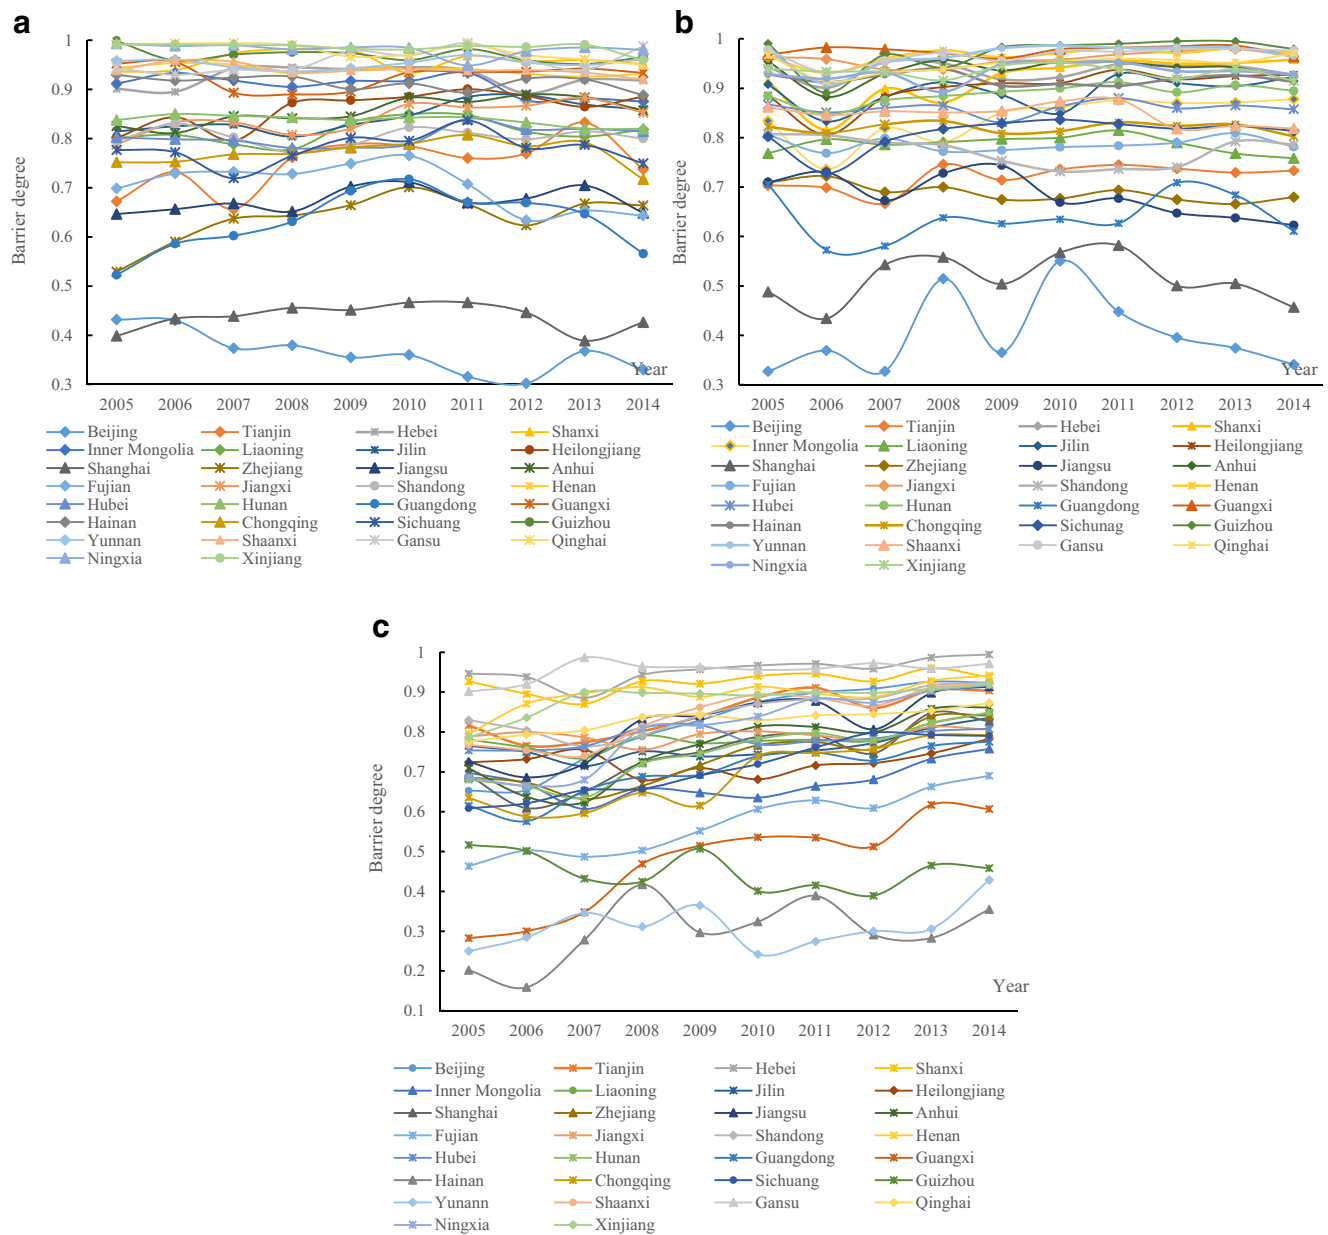 a
1
0.9
0.8
0.7
0.6
0.5
0.4
0.3
Barrier degree
Year
2005 2006 2007 2008 2009 2010 2011 2012 2013 2014
Beijing Tianjin Hebei Shanxi
Inner Mongolia Liaoning Jilin Heilongjiang
Shanghai Zhejiang Jiangsu Anhui
Fujian Jiangxi Shandong Henan
Hubei Hunan Guangdong Guangxi
Hainan Chongqing Sichuang Guizhou
Yunnan Shaanxi Gansu Qinghai
Ningxia Xinjiang
b
1
0.9
0.8
0.7
0.6
0.5
0.4
0.3
Barrier degree
Year
2005 2006 2007 2008 2009 2010 2011 2012 2013 2014
Beijing Tianjin Hebei Shanxi
Inner Mongolia Liaoning Jilin Heilongjiang
Shanghai Zhejiang Jiangsu Anhui
Fujian Jiangxi Shandong Henan
Hubei Hunan Guangdong Guangxi
Hainan Chongqing Sichunag Guizhou
Yunnan Shaanxi Gansu Qinghai
Ningxia Xinjiang
c
1
0.9
0.8
0.7
0.6
0.5
0.4
0.3
0.2
0.1
Barrier degree
Year
2005 2006 2007 2008 2009 2010 2011 2012 2013 2014
Beijing Tianjin Hebei Shanxi
Inner Mongolia Liaoning Jilin Heilongjiang
Shanghai Zhejiang Jiangsu Anhui
Fujian Jiangxi Shandong Henan
Hubei Hunan Guangdong Guangxi
Hainan Chongqing Sichuang Guizhou
Yunann Shaanxi Gansu Qinghai
Ningxia Xinjiang